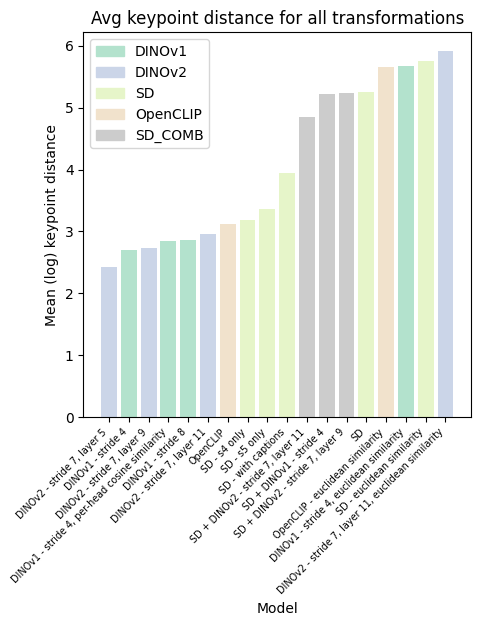 Avg keypoint distance for all transformations
DINOv1
DINOv2
SD
OpenCLIP
SD_COMB
Mean (log) keypoint distance
6
5
4
3
2
1
0
DINOv2 - stride 7, layer 5
DINOv1 - stride 4
DINOv2 - stride 7, layer 9
DINOv1 - stride 4, per-head cosine similarity
DINOv1 - stride 8
DINOv2 - stride 7, layer 11
OpenCLIP
SD - s4 only
SD - s5 only
SD - with captions
SD + DINOv2 - stride 7, layer 11
SD + DINOv1 - stride 4
SD + DINOv2 - stride 7, layer 9
SD
OpenCLIP - euclidean similarity
DINOv1 - stride 4, euclidean similarity
SD - euclidean similarity
DINOv2 - stride 7, layer 11, euclidean similarity
Model